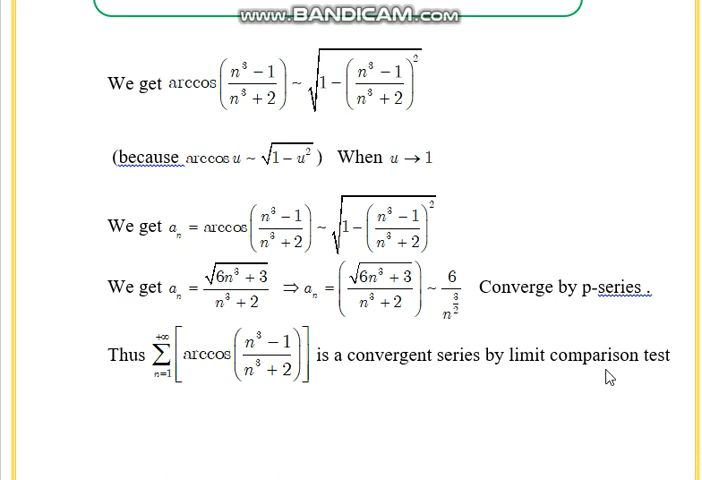 www.BANDICAM.com
We get arccos((n³ − 1)/(n³ + 2)) ~ √(1 − ((n³ − 1)/(n³ + 2))²)
(because arccos u ~ √(1 − u²) ) When u → 1
We get aₙ = arccos((n³ − 1)/(n³ + 2)) ~ √(1 − ((n³ − 1)/(n³ + 2))²)
We get aₙ = √(6n³ + 3)/(n³ + 2) ⇒ aₙ = (√(6n³ + 3)/(n³ + 2)) ~ 6/n^(3/2) Converge by p-series .
Thus ∑_{n=1}^{+∞} [arccos((n³ − 1)/(n³ + 2))] is a convergent series by limit comparison test